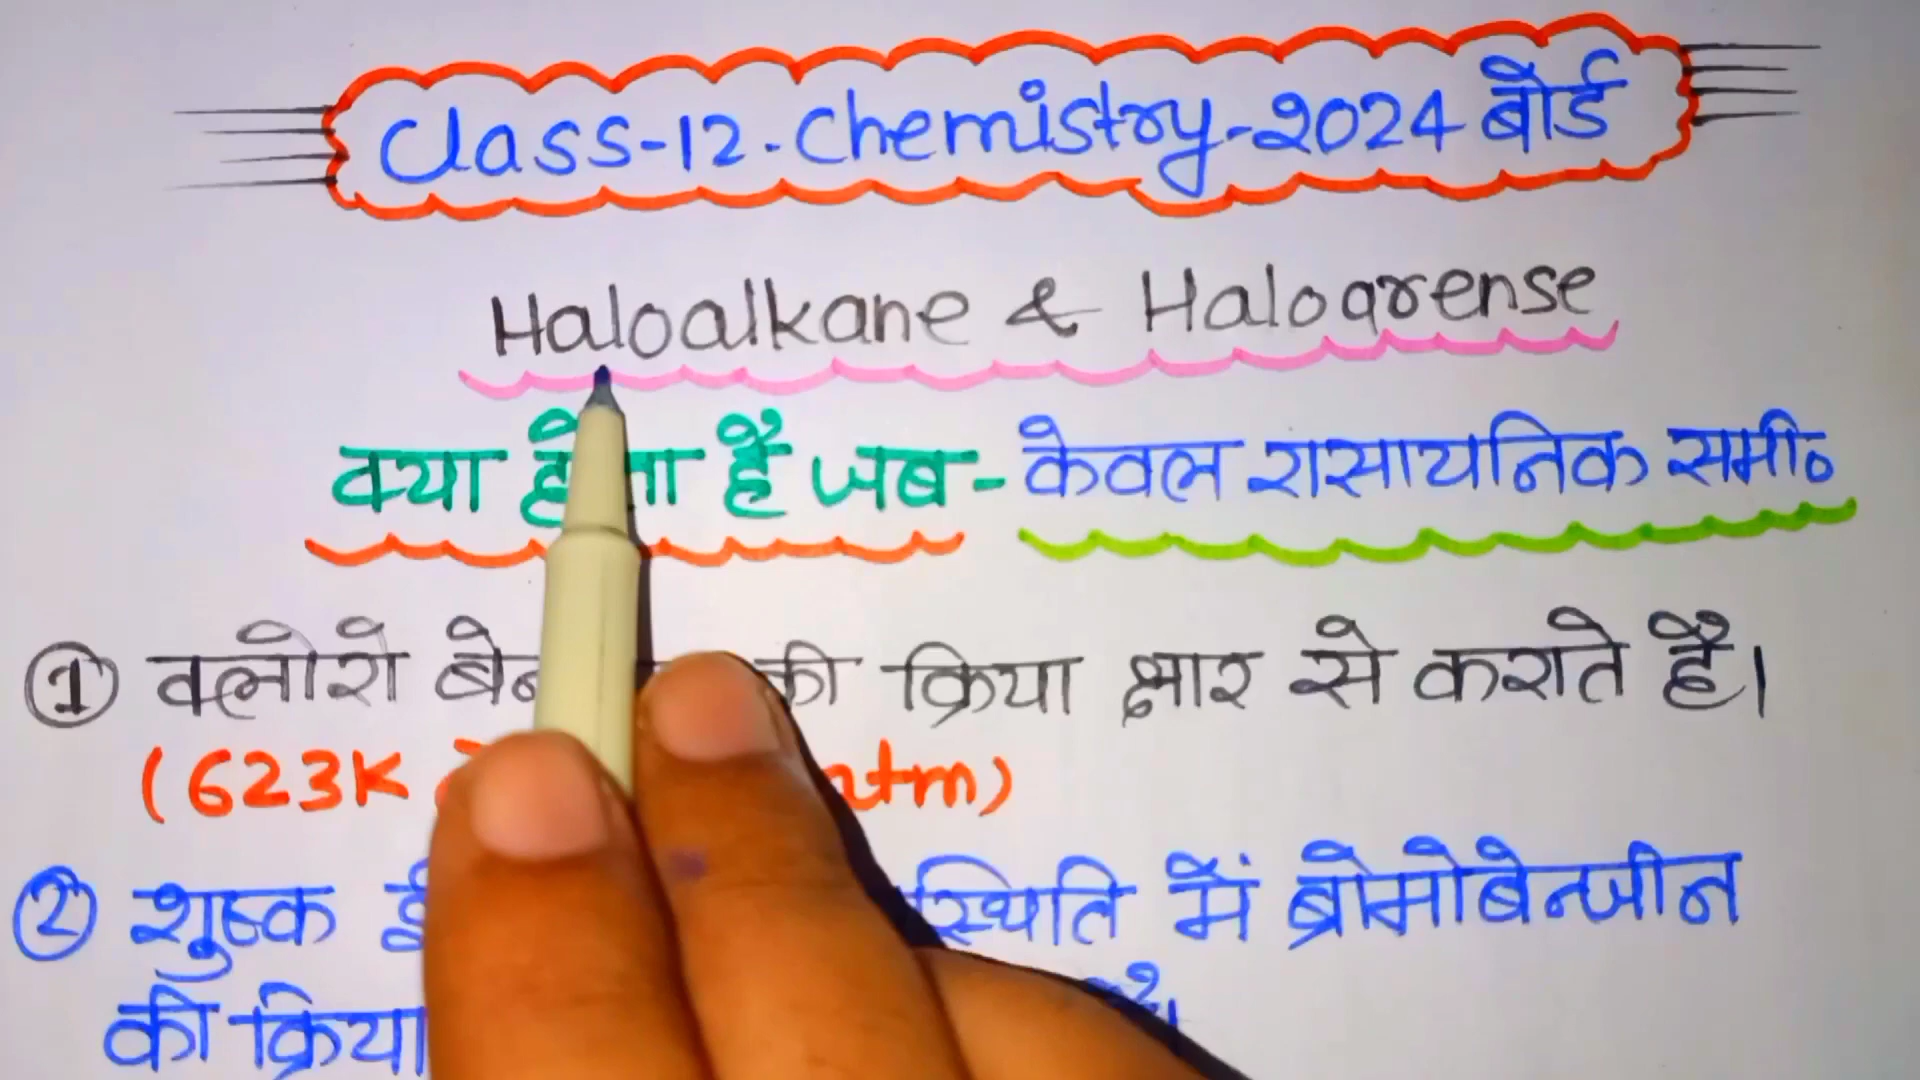 Class-12. Chemistry-2024 बोर्ड
Haloalkane & Haloarense
क्या है जब - केवल रासायनिक समी०
① क्लोरो की क्रिया क्षार से कराते है।
(623K atm)
② शुष्क में ब्रोमोबेन्जीन
की क्रिया